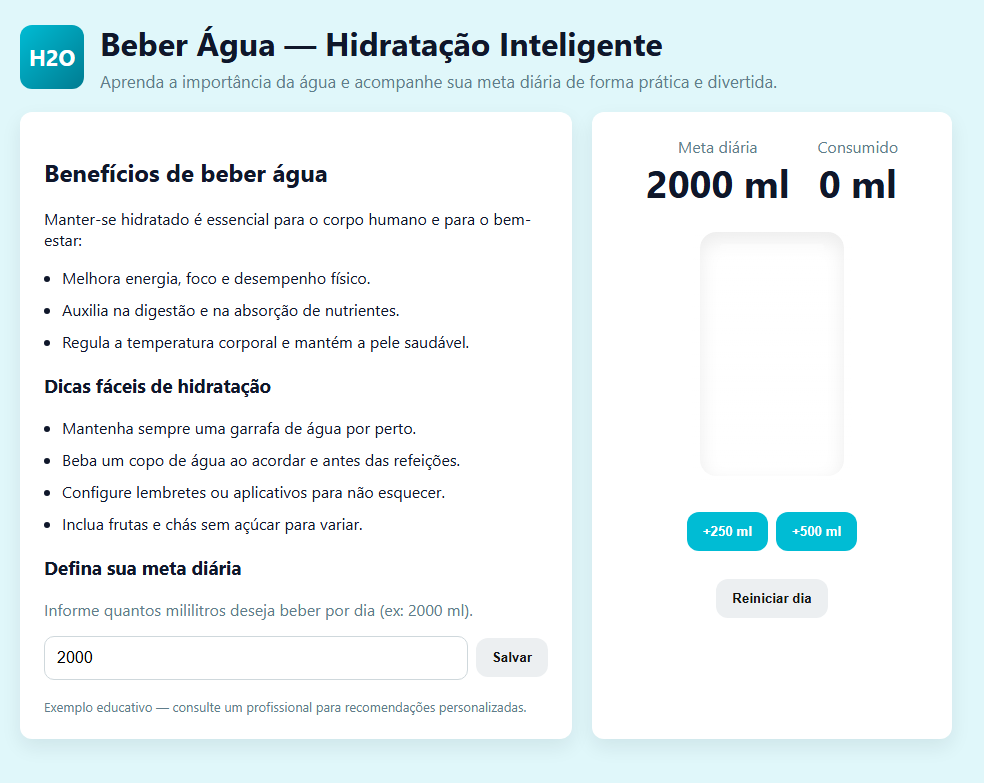 H2O
Beber Água — Hidratação Inteligente
Aprenda a importância da água e acompanhe sua meta diária de forma prática e divertida.
Benefícios de beber água
Manter-se hidratado é essencial para o corpo humano e para o bem-
estar:
Melhora energia, foco e desempenho físico.
Auxilia na digestão e na absorção de nutrientes.
Regula a temperatura corporal e mantém a pele saudável.
Dicas fáceis de hidratação
Mantenha sempre uma garrafa de água por perto.
Beba um copo de água ao acordar e antes das refeições.
Configure lembretes ou aplicativos para não esquecer.
Inclua frutas e chás sem açúcar para variar.
Defina sua meta diária
Informe quantos mililitros deseja beber por dia (ex: 2000 ml).
2000
Salvar
Exemplo educativo — consulte um profissional para recomendações personalizadas.
Meta diária
2000 ml
Consumido
0 ml
+250 ml
+500 ml
Reiniciar dia